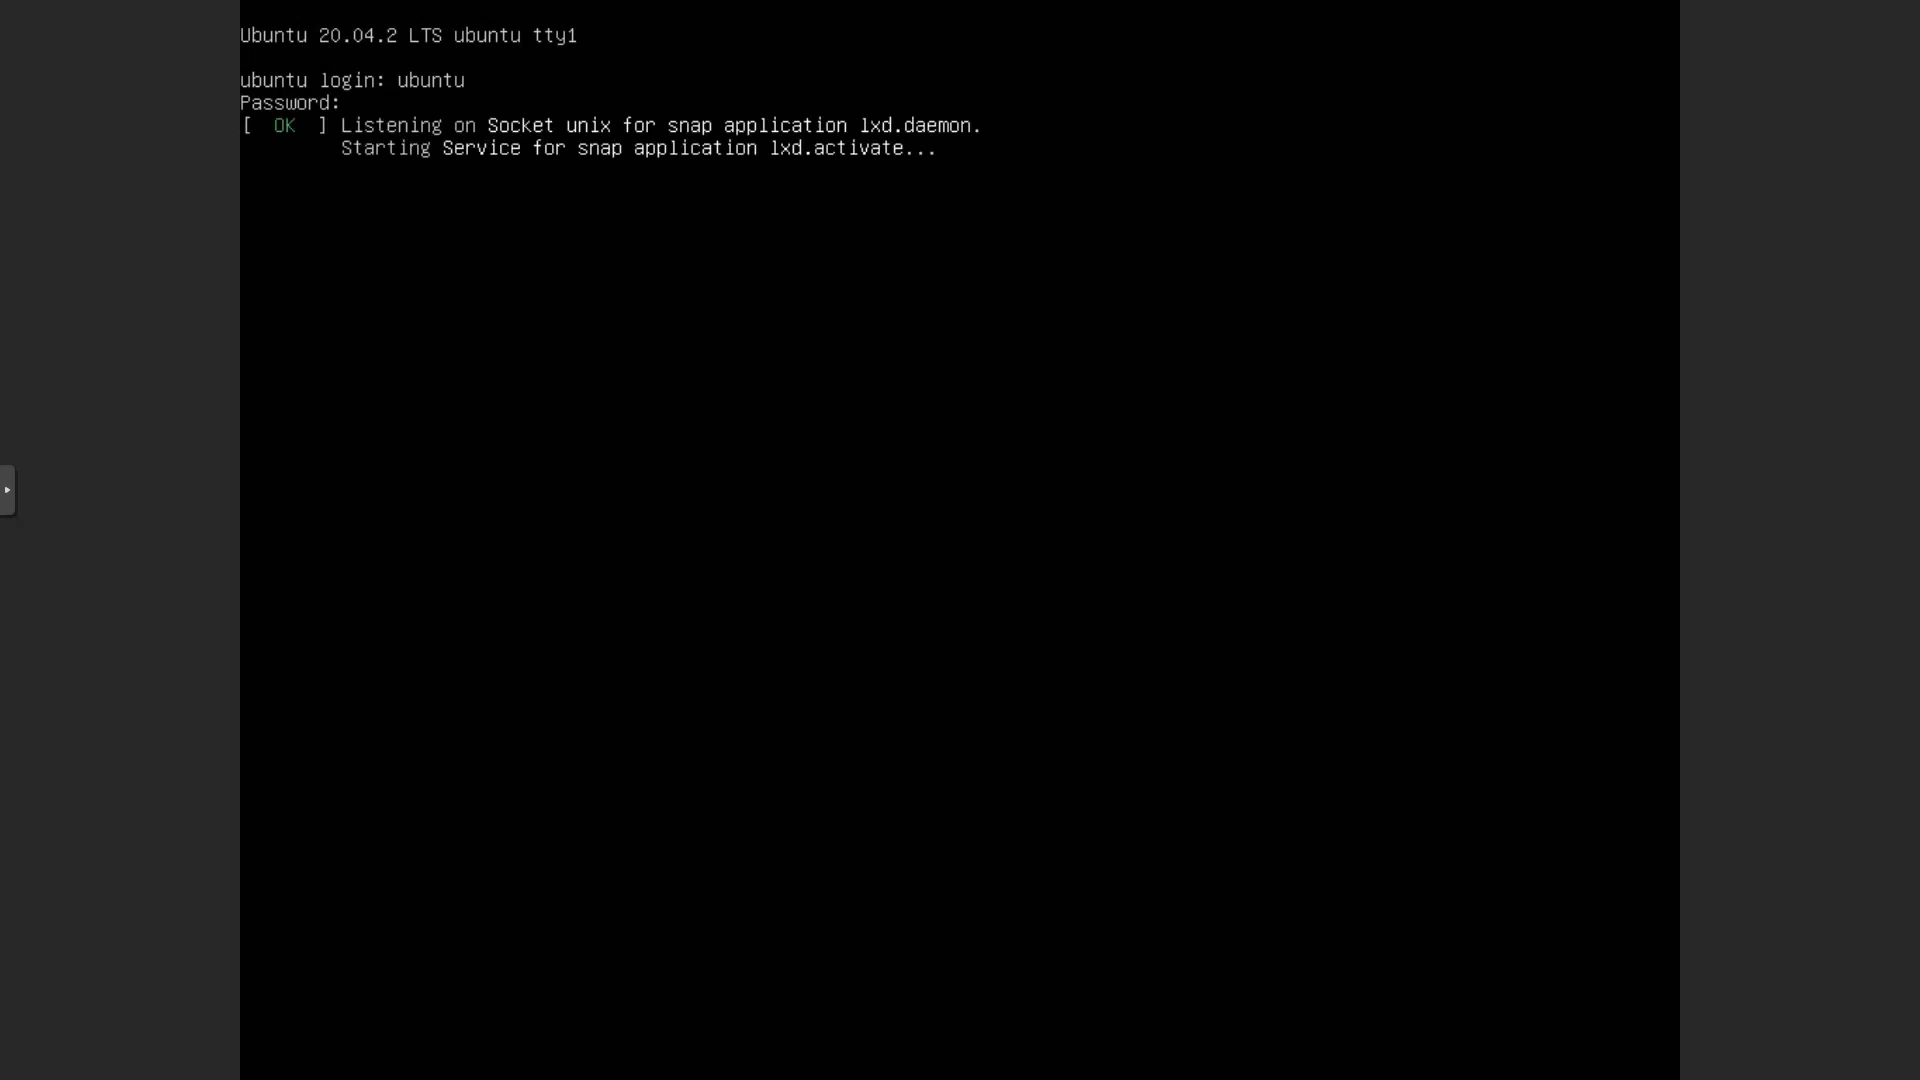 Ubuntu 20.04.2 LTS ubuntu tty1
ubuntu login: ubuntu
Password:
[  OK  ] Listening on Socket unix for snap application lxd.daemon.
         Starting Service for snap application lxd.activate...